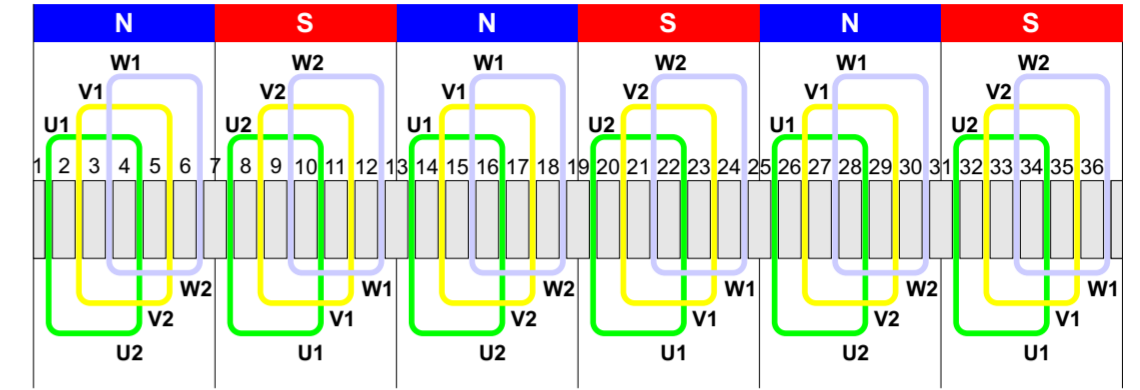 N S N S N S
W1 W2 W1 W2 W1 W2
V1 V2 V1 V2 V1 V2
U1 U2 U1 U2 U1 U2
1 2 3 4 5 6 7 8 9 10 11 12 13 14 15 16 17 18 19 20 21 22 23 24 25 26 27 28 29 30 31 32 33 34 35 36
W2 W1 W2 W1 W2 W1
V2 V1 V2 V1 V2 V1
U2 U1 U2 U1 U2 U1